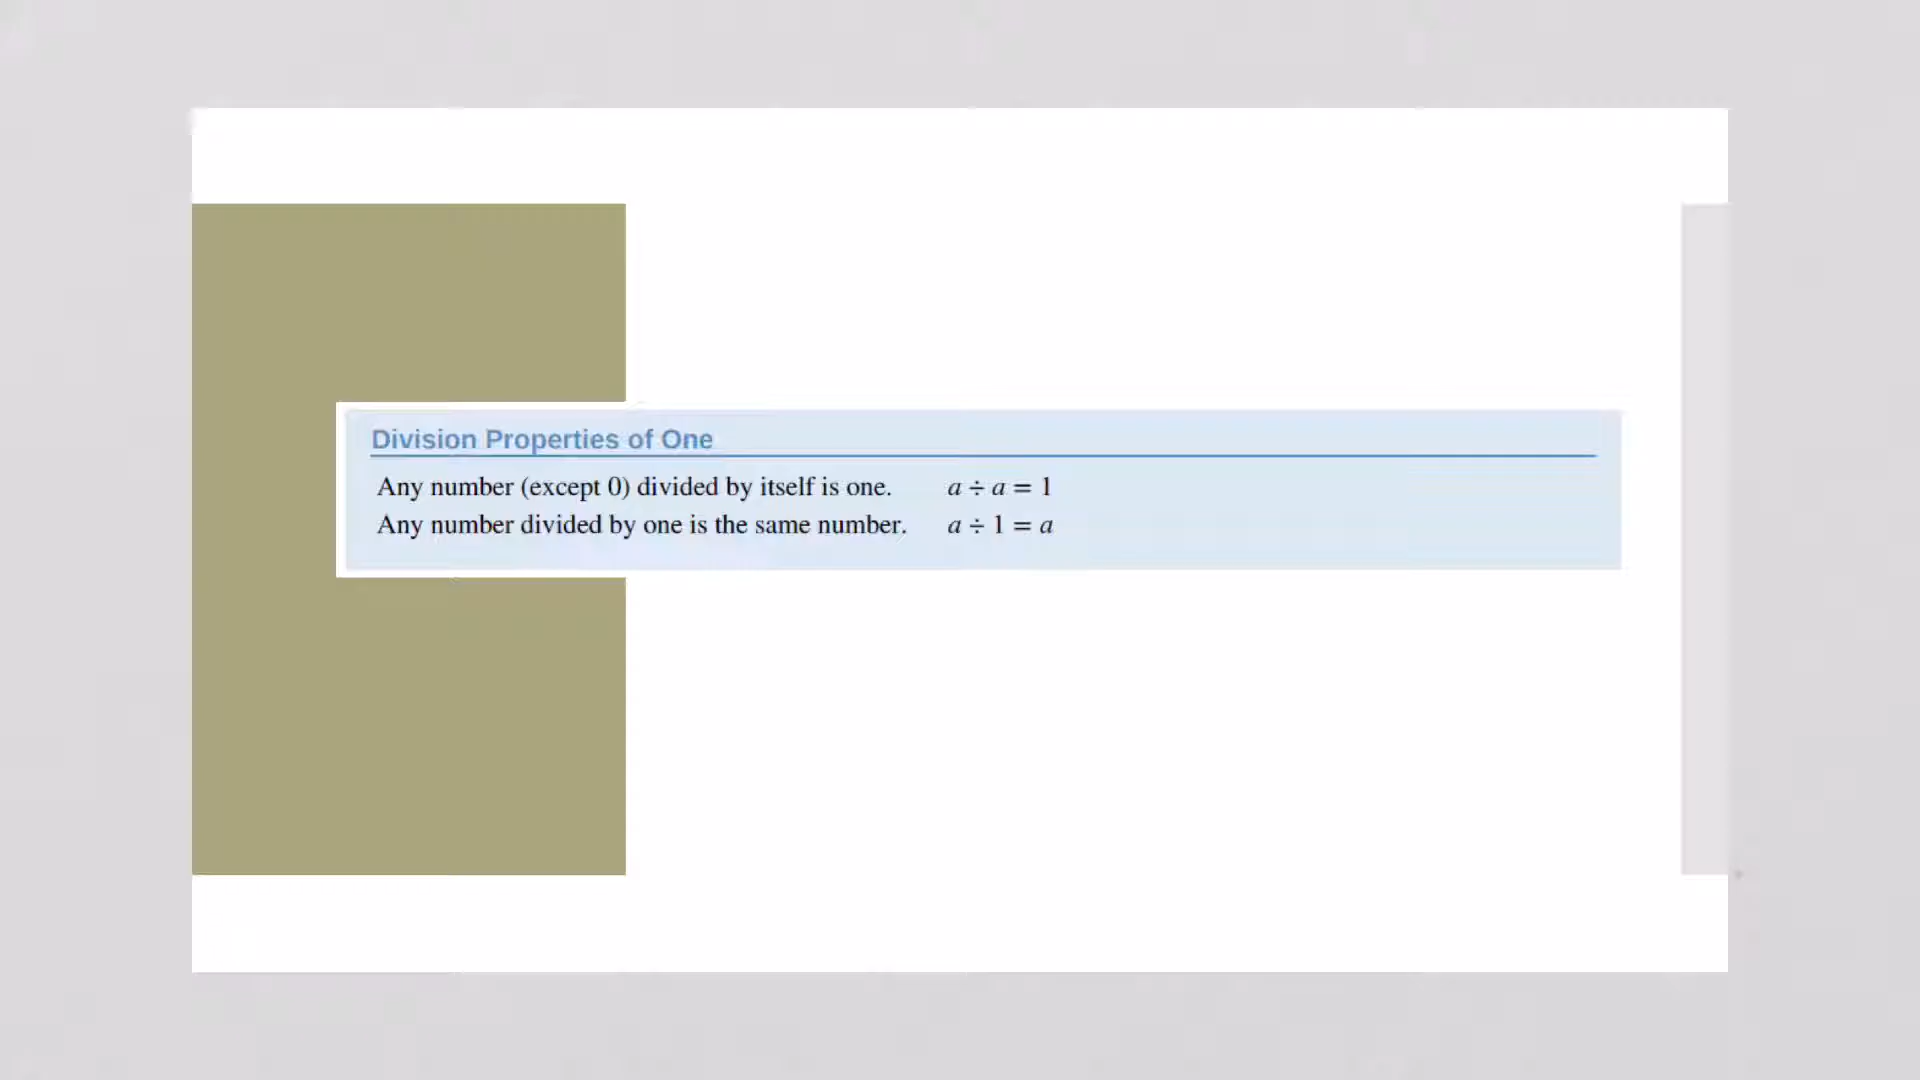 Division Properties of One
Any number (except 0) divided by itself is one. a ÷ a = 1
Any number divided by one is the same number. a ÷ 1 = a